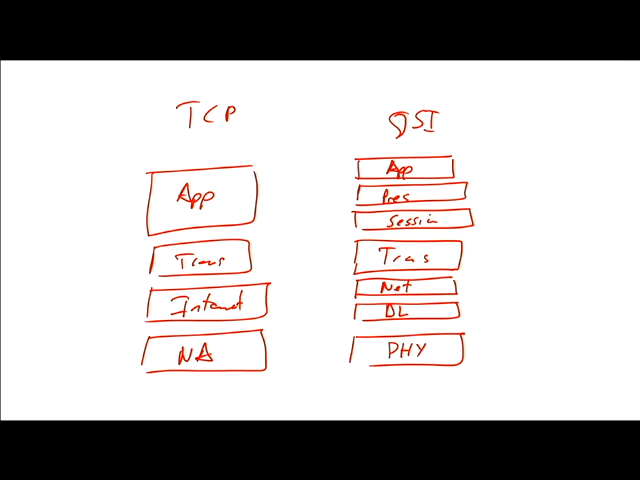 TCP
OSI
App
Trans
Internet
NA
App
Pres
Session
Trans
Net
DL
PHY